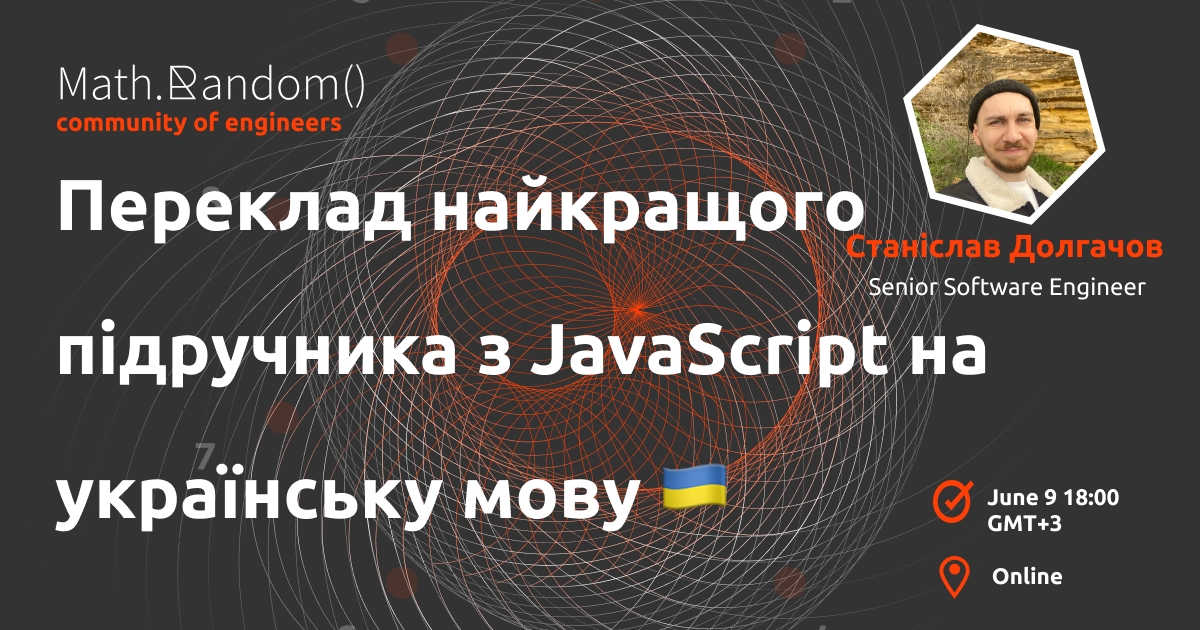 Math.Random()
community of engineers
Переклад найкращого
підручника з JavaScript на
українську мову 🇺🇦
Станіслав Долгачов
Senior Software Engineer
7
June 9 18:00
GMT+3
Online